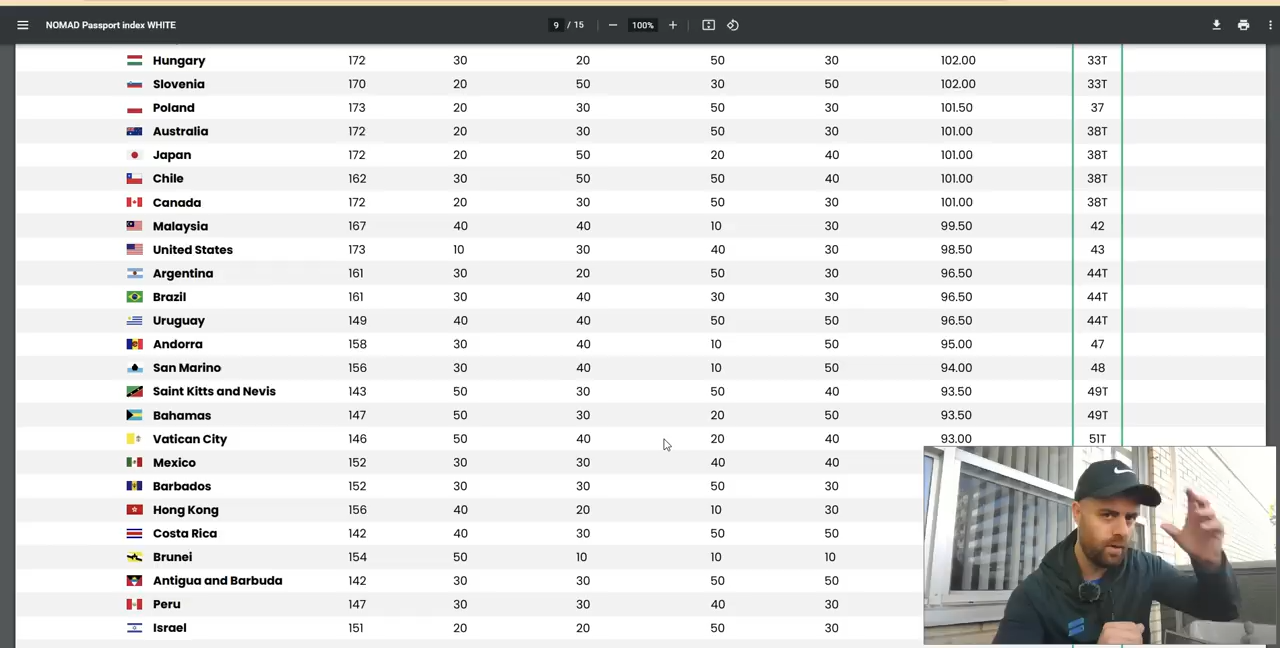 NOMAD Passport index WHITE 9 / 15 100%
Hungary 172 30 20 50 30 102.00 33T
Slovenia 170 20 50 30 50 102.00 33T
Poland 173 20 30 50 30 101.50 37
Australia 172 20 30 50 30 101.00 38T
Japan 172 20 50 20 40 101.00 38T
Chile 162 30 50 50 40 101.00 38T
Canada 172 20 30 50 30 101.00 38T
Malaysia 167 40 40 10 30 99.50 42
United States 173 10 30 40 30 98.50 43
Argentina 161 30 20 50 30 96.50 44T
Brazil 161 30 40 30 30 96.50 44T
Uruguay 149 40 40 50 50 96.50 44T
Andorra 158 30 40 10 50 95.00 47
San Marino 156 30 40 10 50 94.00 48
Saint Kitts and Nevis 143 50 30 50 40 93.50 49T
Bahamas 147 50 30 20 50 93.50 49T
Vatican City 146 50 40 20 40 93.00 51T
Mexico 152 30 30 40 40
Barbados 152 30 30 50 30
Hong Kong 156 40 20 10 30
Costa Rica 142 40 30 50 40
Brunei 154 50 10 10 10
Antigua and Barbuda 142 30 30 50 50
Peru 147 30 30 40 30
Israel 151 20 20 50 30